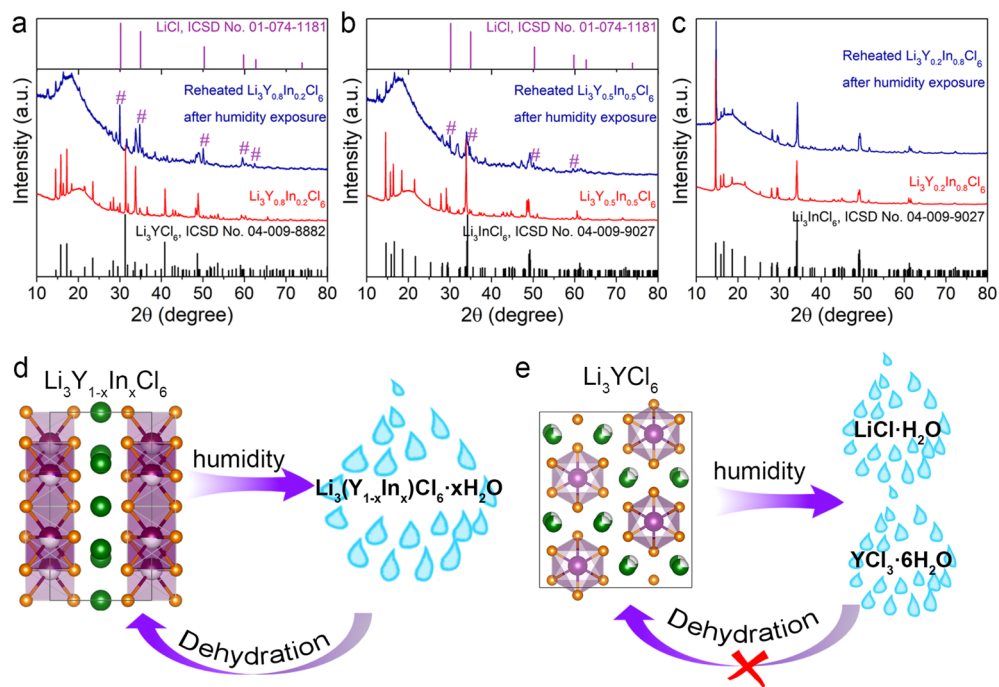 a
LiCl, ICSD No. 01-074-1181
Reheated Li3Y0.8In0.2Cl6
after humidity exposure
#
#
#
#
#
Li3Y0.8In0.2Cl6
Li3YCl6, ICSD No. 04-009-8882
Intensity (a.u.)
10 20 30 40 50 60 70 80
2θ (degree)
b
LiCl, ICSD No. 01-074-1181
Reheated Li3Y0.5In0.5Cl6
after humidity exposure
#
#
#
#
Li3Y0.5In0.5Cl6
Li3InCl6, ICSD No. 04-009-9027
Intensity (a.u.)
10 20 30 40 50 60 70 80
2θ (degree)
c
Reheated Li3Y0.2In0.8Cl6
after humidity exposure
Li3Y0.2In0.8Cl6
Li3InCl6, ICSD No. 04-009-9027
Intensity (a.u.)
10 20 30 40 50 60 70 80
2θ (degree)
d
Li3Y1-xInxCl6
humidity
Li3(Y1-xInx)Cl6·xH2O
Dehydration
e
Li3YCl6
humidity
LiCl·H2O
YCl3·6H2O
Dehydration